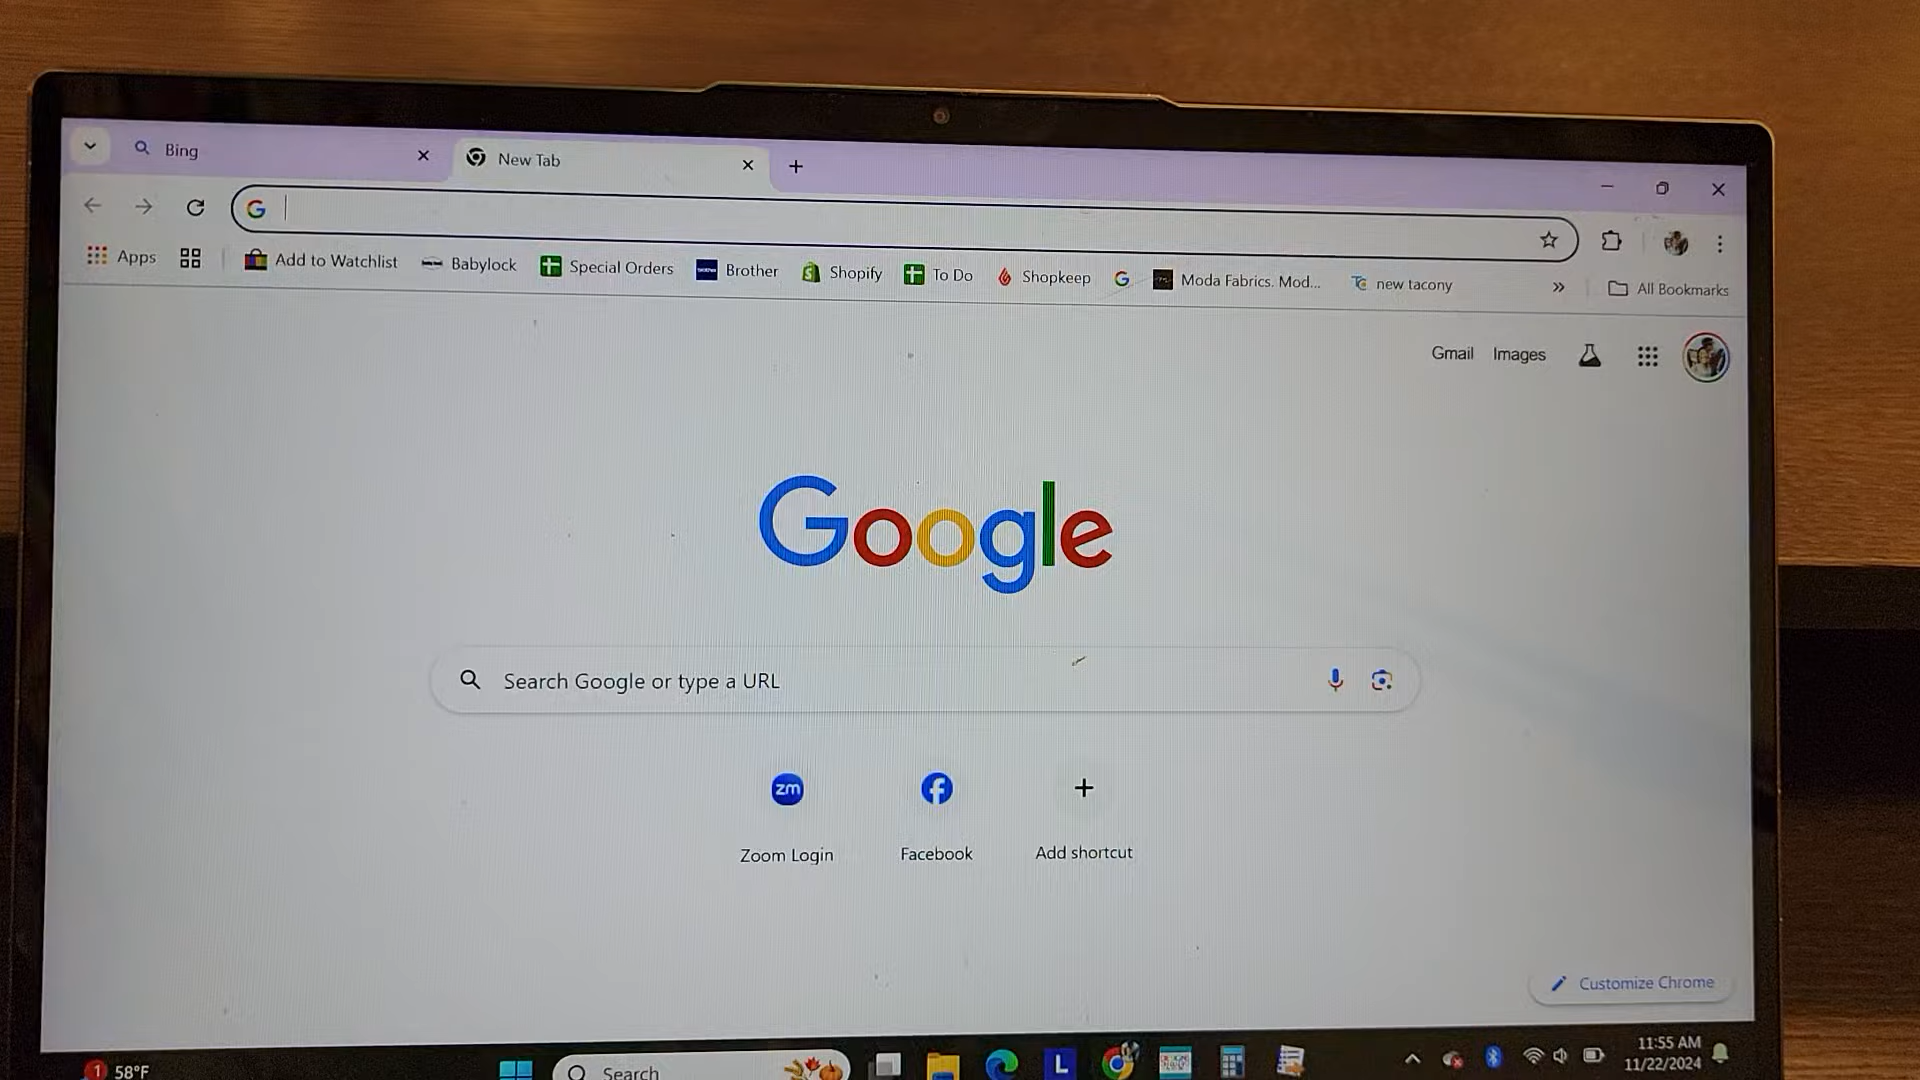 Bing
New Tab
Apps
Add to Watchlist
Babylock
Special Orders
Brother
Shopify
To Do
Shopkeep
Moda Fabrics. Mod...
new tacony
All Bookmarks
Gmail Images
Google
Search Google or type a URL
zm
Zoom Login
Facebook
Add shortcut
Customize Chrome
1 58°F
Search
L
11:55 AM
11/22/2024